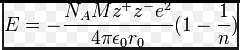 E = -\frac{N_A M z^+ z^- e^2}{4 \pi \epsilon_0 r_0} (1 - \frac{1}{n})